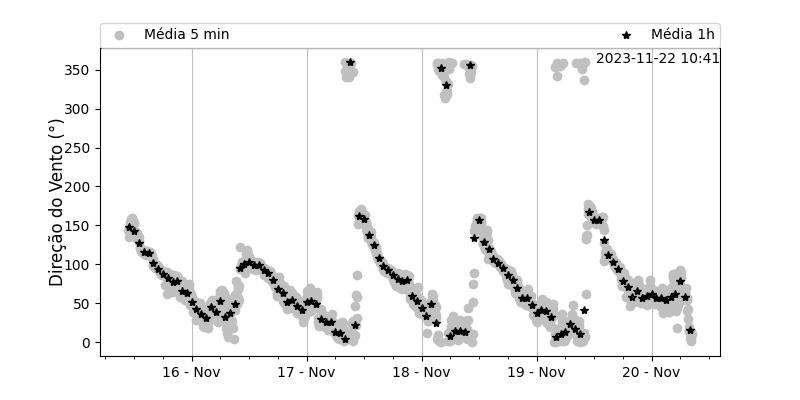 Média 5 min
Média 1h
2023-11-22 10:41
Direção do Vento (°)
350
300
250
200
150
100
50
0
16 - Nov
17 - Nov
18 - Nov
19 - Nov
20 - Nov